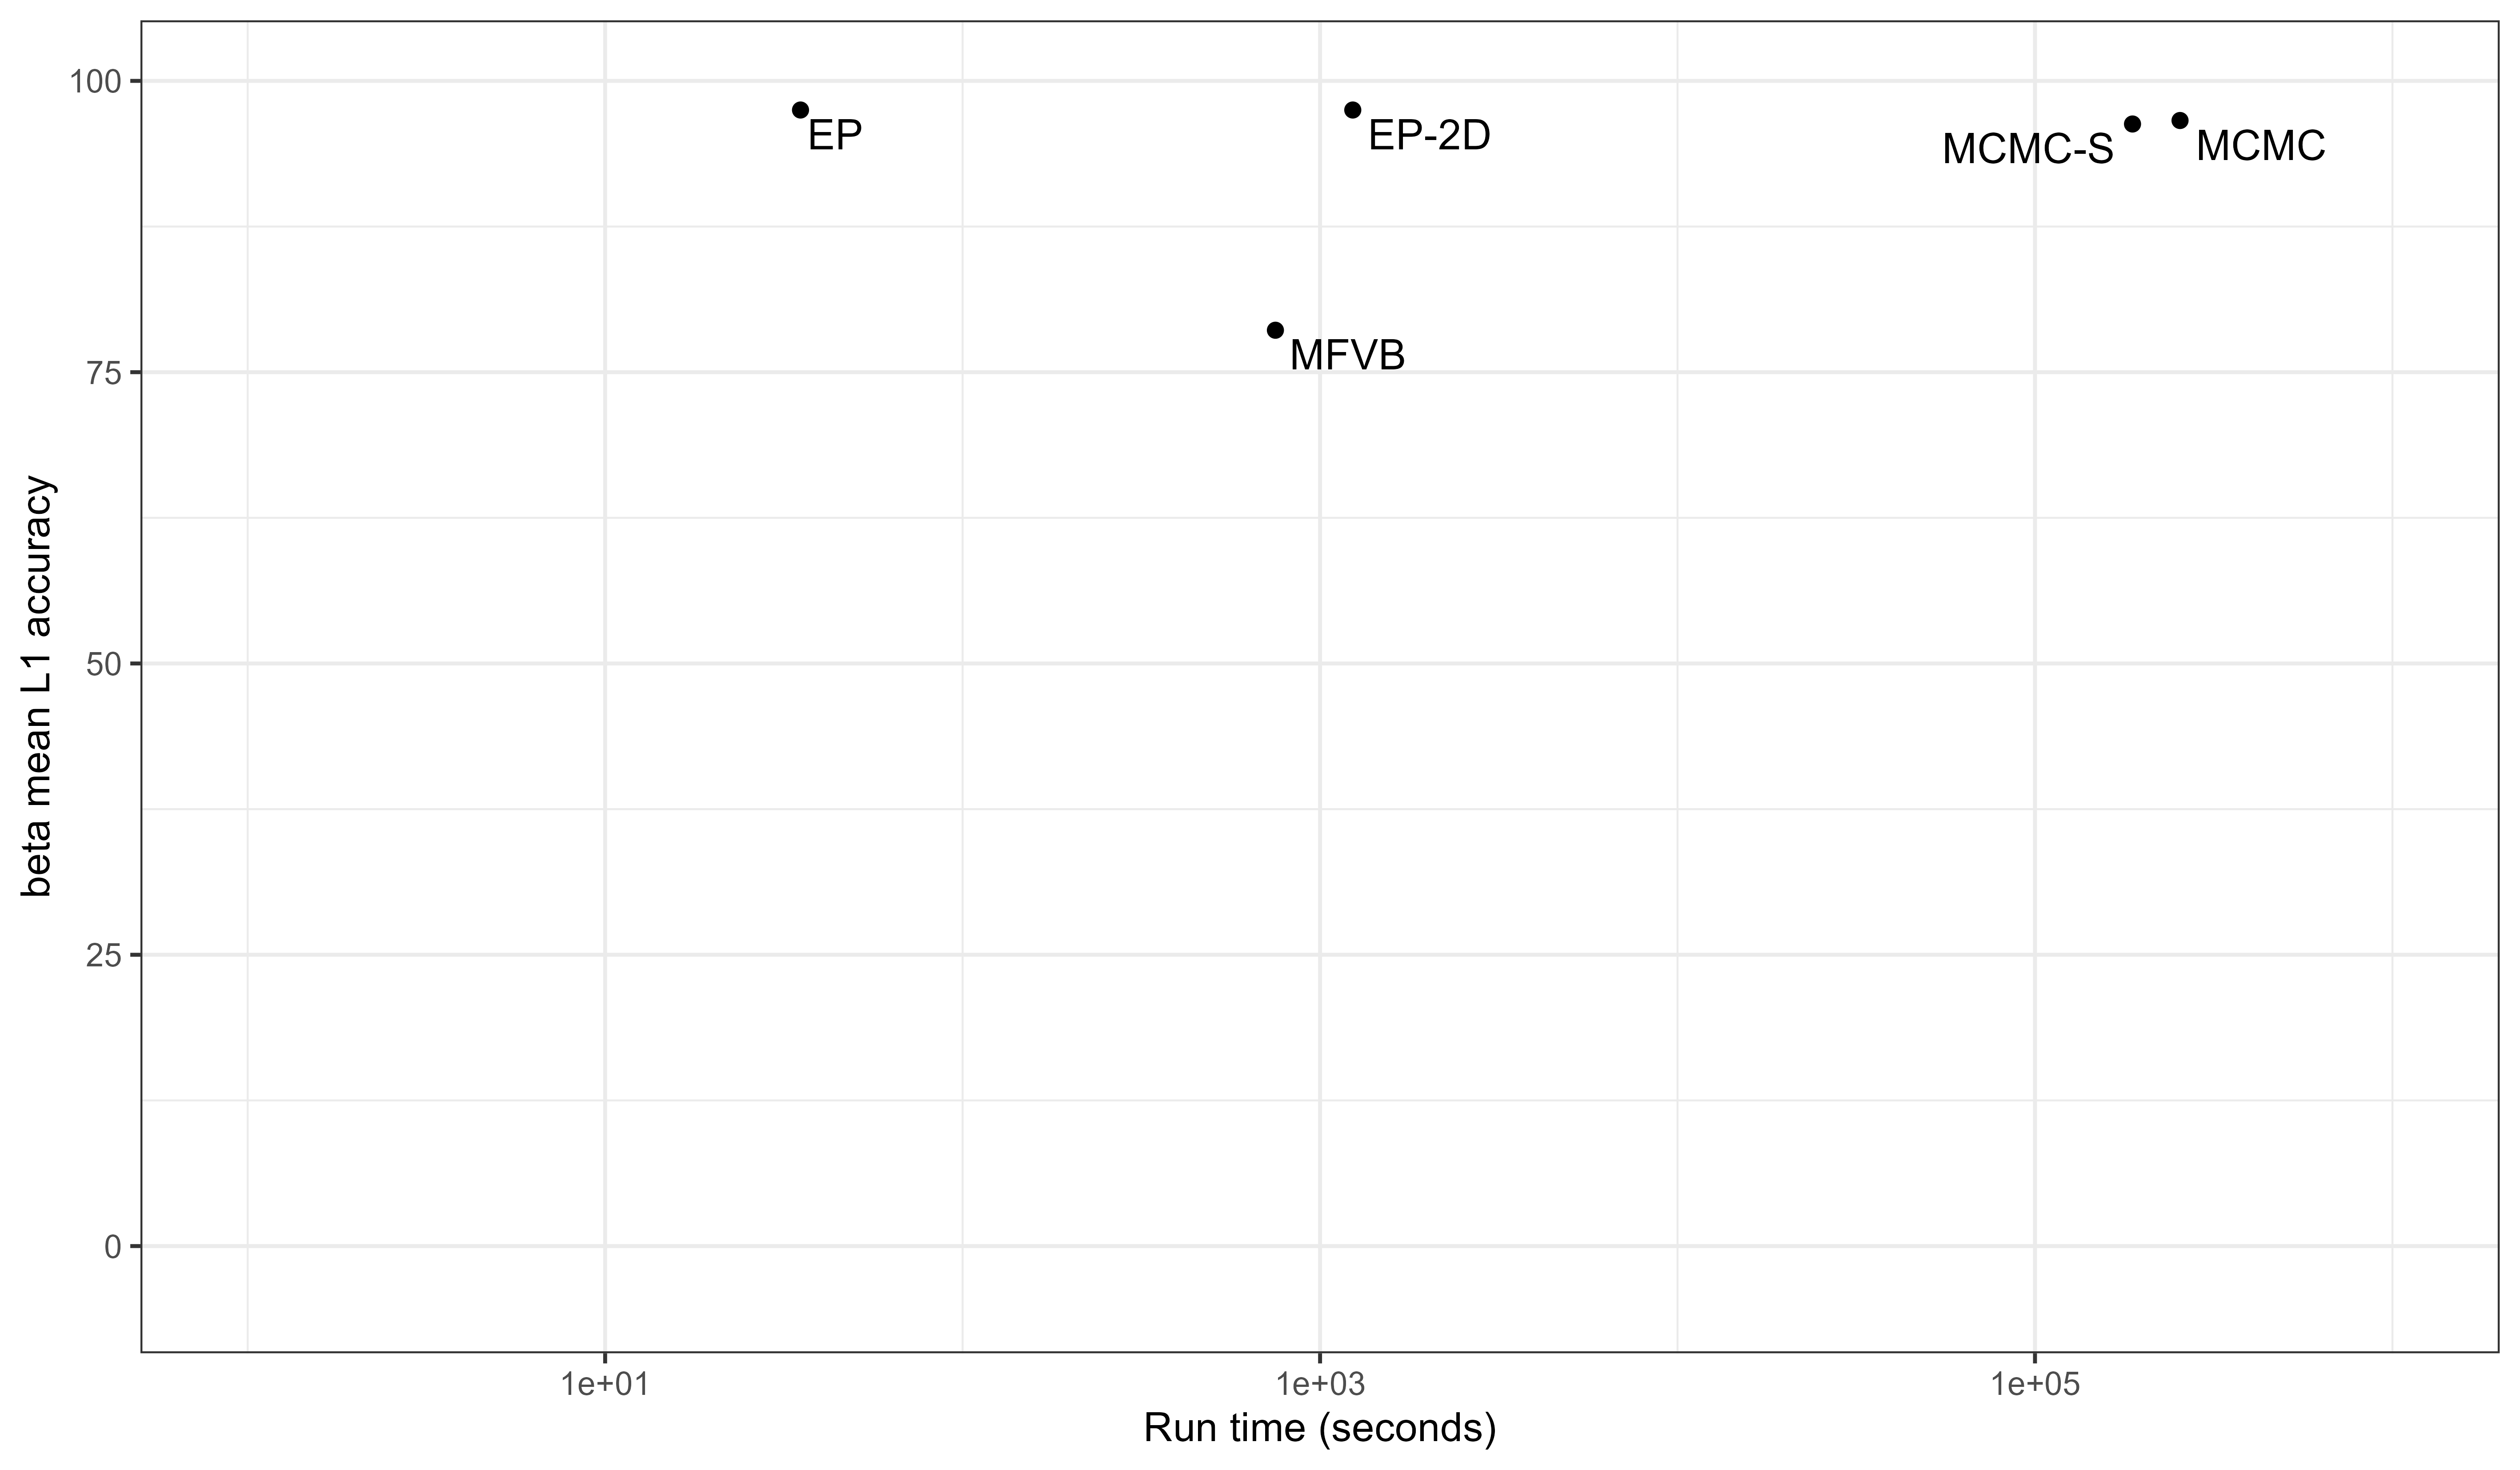 100
75
50
25
0
beta mean L1 accuracy
EP
EP-2D
MCMC-S
MCMC
MFVB
1e+01
1e+03
1e+05
Run time (seconds)